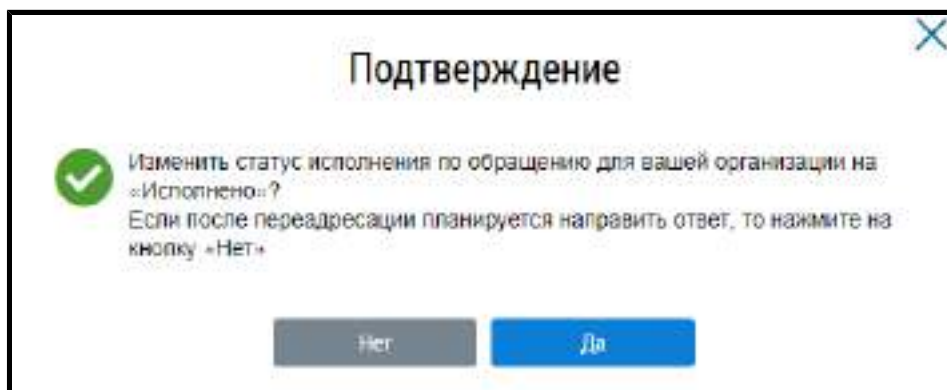 Подтверждение
Изменить статус исполнения по обращению для вашей организации на
«Исполнено»?
Если после переадресации планируется направить ответ, то нажмите на
кнопку «Нет»
Нет
Да